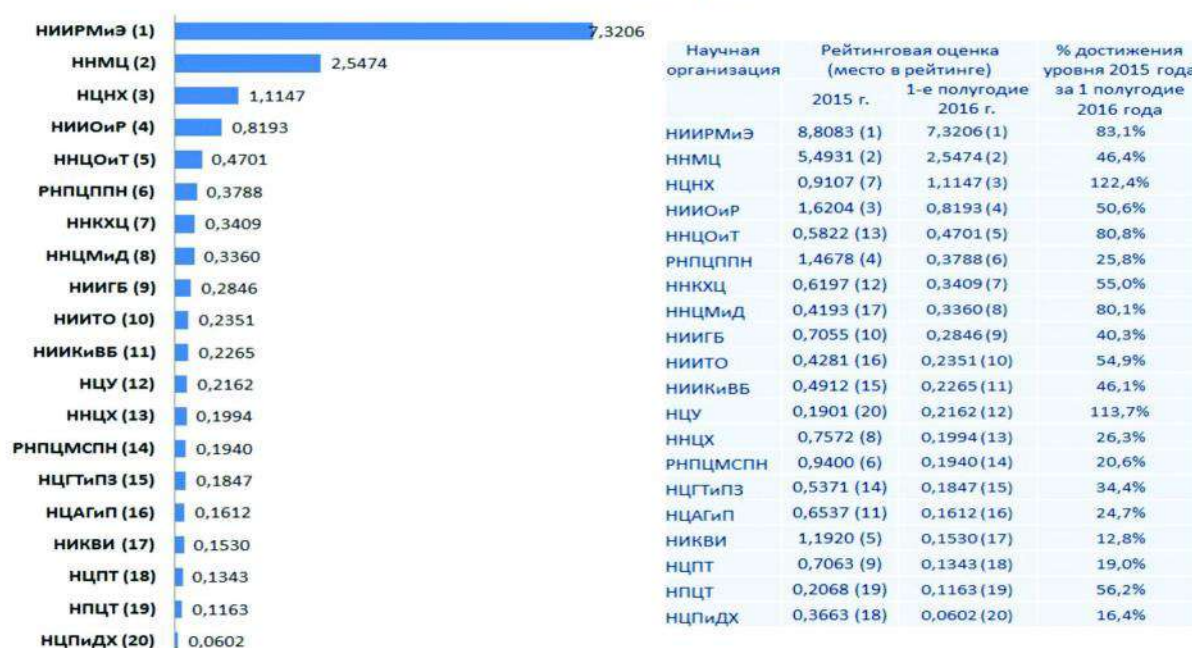 НИИРМиЭ (1) 7,3206
ННМЦ (2) 2,5474
НЦНХ (3) 1,1147
НИИОиР (4) 0,8193
ННЦОиТ (5) 0,4701
РНПЦППН (6) 0,3788
ННКХЦ (7) 0,3409
ННЦМиД (8) 0,3360
НИИГБ (9) 0,2846
НИИТО (10) 0,2351
НИИКиВБ (11) 0,2265
НЦУ (12) 0,2162
ННЦХ (13) 0,1994
РНПЦМСПН (14) 0,1940
НЦГТиПЗ (15) 0,1847
НЦАГиП (16) 0,1612
НИКВИ (17) 0,1530
НЦПТ (18) 0,1343
НПЦТ (19) 0,1163
НЦПиДХ (20) 0,0602
Научная Рейтинговая оценка % достижения
организация (место в рейтинге) уровня 2015 года
2015 г. 1-е полугодие за 1 полугодие
2016 г. 2016 года
НИИРМиЭ 8,8083 (1) 7,3206 (1) 83,1%
ННМЦ 5,4931 (2) 2,5474 (2) 46,4%
НЦНХ 0,9107 (7) 1,1147 (3) 122,4%
НИИОиР 1,6204 (3) 0,8193 (4) 50,6%
ННЦОиТ 0,5822 (13) 0,4701 (5) 80,8%
РНПЦППН 1,4678 (4) 0,3788 (6) 25,8%
ННКХЦ 0,6197 (12) 0,3409 (7) 55,0%
ННЦМиД 0,4193 (17) 0,3360 (8) 80,1%
НИИГБ 0,7055 (10) 0,2846 (9) 40,3%
НИИТО 0,4281 (16) 0,2351 (10) 54,9%
НИИКиВБ 0,4912 (15) 0,2265 (11) 46,1%
НЦУ 0,1901 (20) 0,2162 (12) 113,7%
ННЦХ 0,7572 (8) 0,1994 (13) 26,3%
РНПЦМСПН 0,9400 (6) 0,1940 (14) 20,6%
НЦГТиПЗ 0,5371 (14) 0,1847 (15) 34,4%
НЦАГиП 0,6537 (11) 0,1612 (16) 24,7%
НИКВИ 1,1920 (5) 0,1530 (17) 12,8%
НЦПТ 0,7063 (9) 0,1343 (18) 19,0%
НПЦТ 0,2068 (19) 0,1163 (19) 56,2%
НЦПиДХ 0,3663 (18) 0,0602 (20) 16,4%